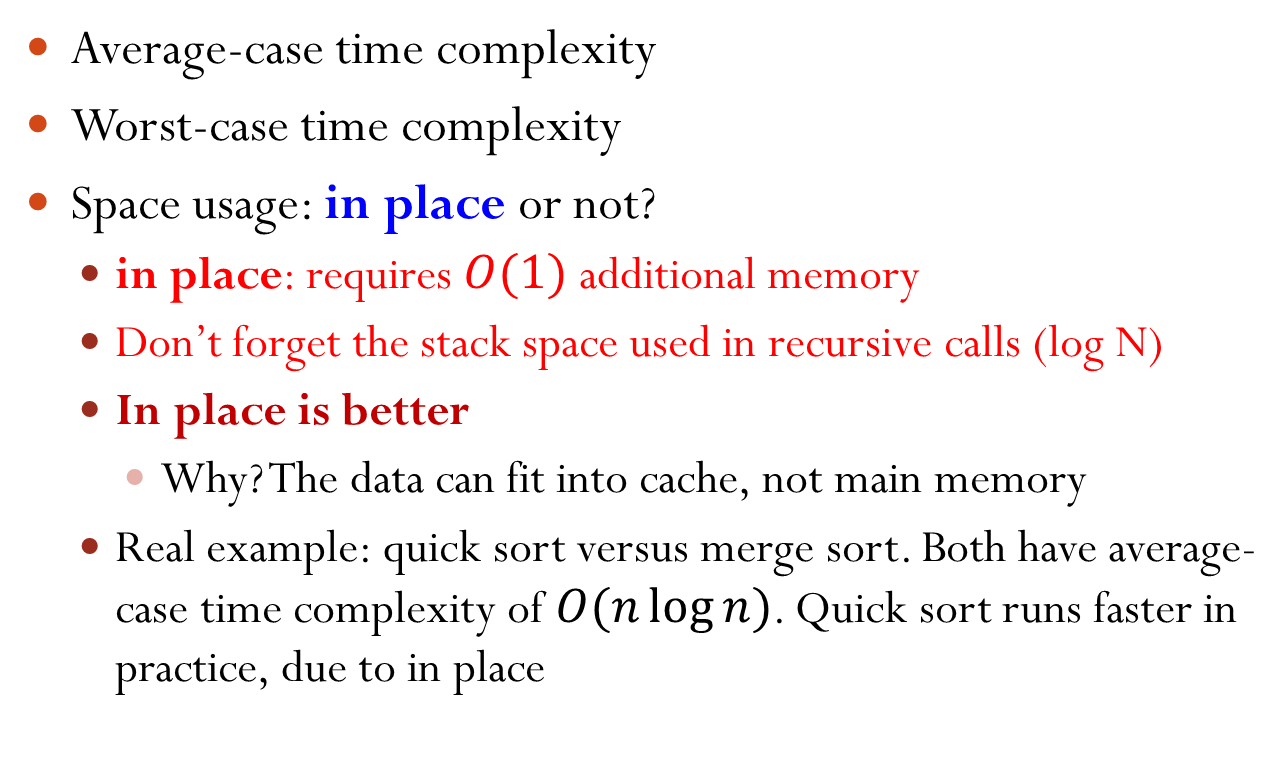 • Average-case time complexity
• Worst-case time complexity
• Space usage: in place or not?
• in place: requires O(1) additional memory
• Don’t forget the stack space used in recursive calls (log N)
• In place is better
• Why? The data can fit into cache, not main memory
• Real example: quick sort versus merge sort. Both have average-
case time complexity of O(n log n). Quick sort runs faster in
practice, due to in place